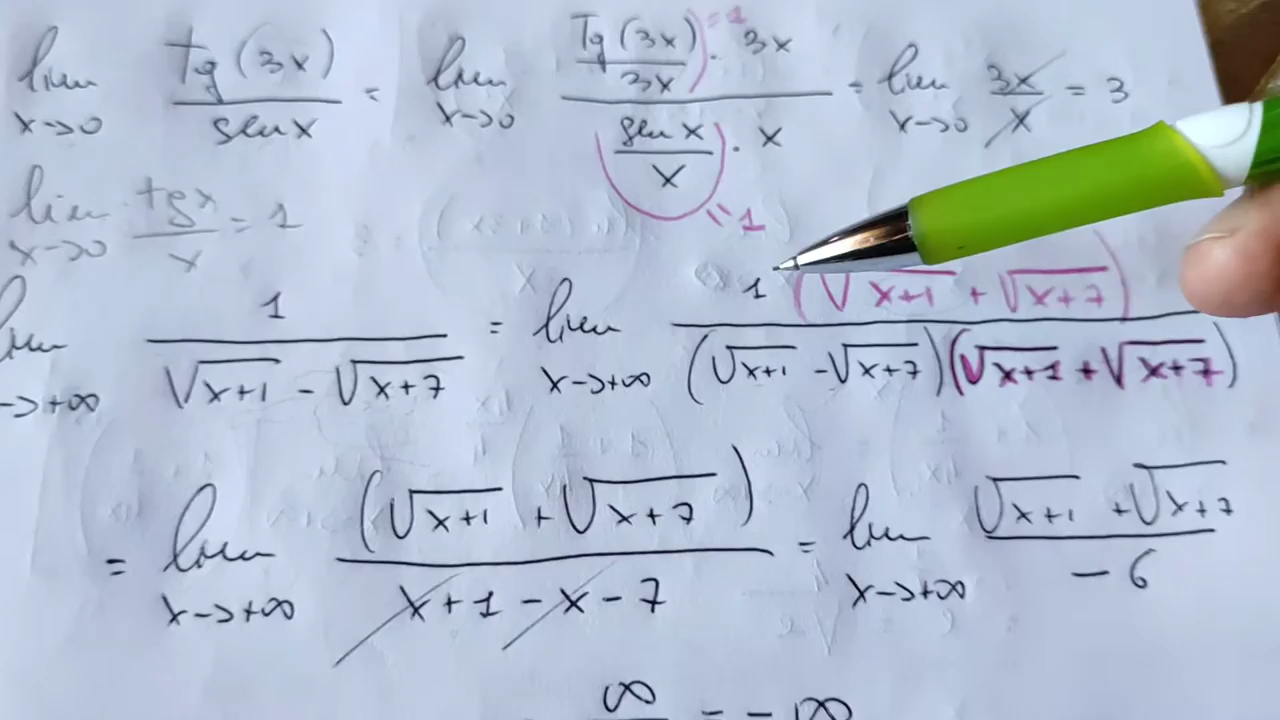 lim x→0 tg(3x)/sen x = lim x→0 (tg(3x)/3x)=1 · 3x / (sen x/x)=1 · x = lim x→0 3x/x = 3
lim x→0 tg x/x = 1
lim x→+∞ 1/(√x+1 - √x+7) = lim x→+∞ 1(√x+1 + √x+7)/(√x+1 - √x+7)(√x+1 + √x+7)
= lim x→+∞ (√x+1 + √x+7)/(x+1-x-7) = lim x→+∞ (√x+1 + √x+7)/-6
∞ = -∞